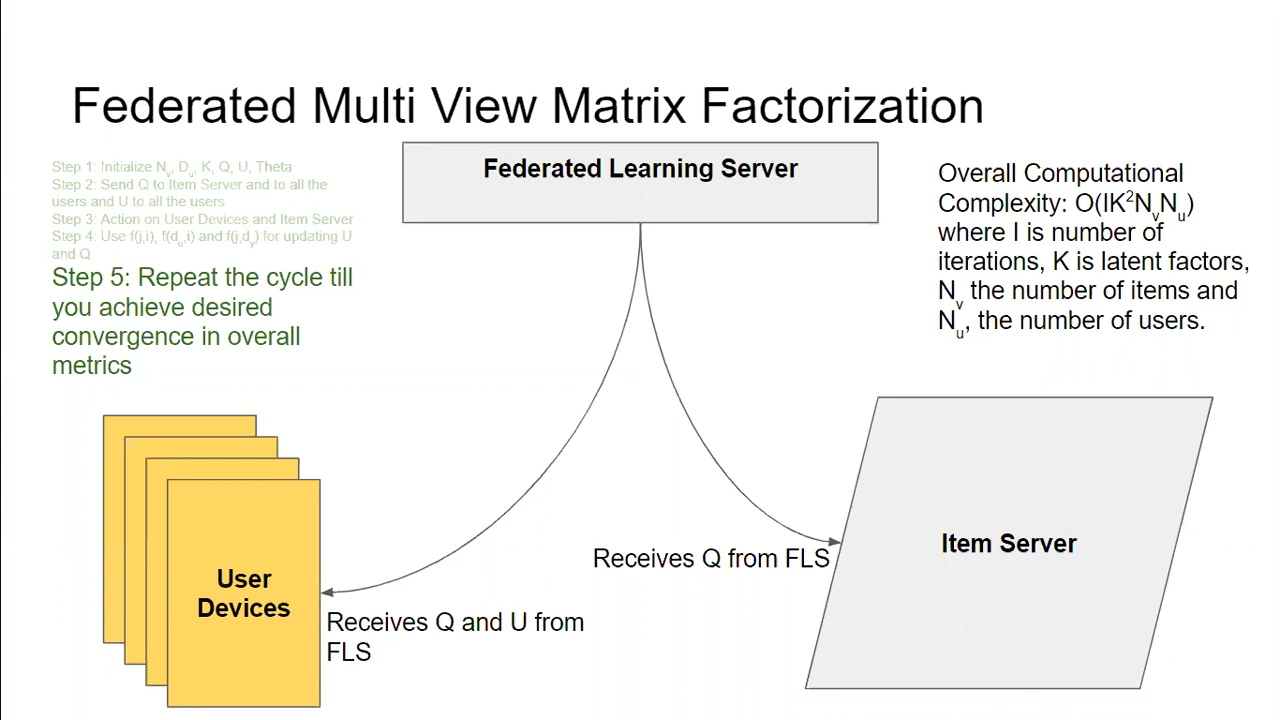 Federated Multi View Matrix Factorization
Step 1: Initialize Nv, Du, K, Q, U, Theta
Step 2: Send Q to Item Server and to all the
users and U to all the users
Step 3: Action on User Devices and Item Server
Step 4: Use f(j,i), f(du,i) and f(j,dy) for updating U
and Q
Step 5: Repeat the cycle till
you achieve desired
convergence in overall
metrics
Federated Learning Server
Overall Computational
Complexity: O(IK²NvNu)
where I is number of
iterations, K is latent factors,
Nv the number of items and
Nu, the number of users.
Receives Q from FLS
Item Server
User
Devices
Receives Q and U from
FLS